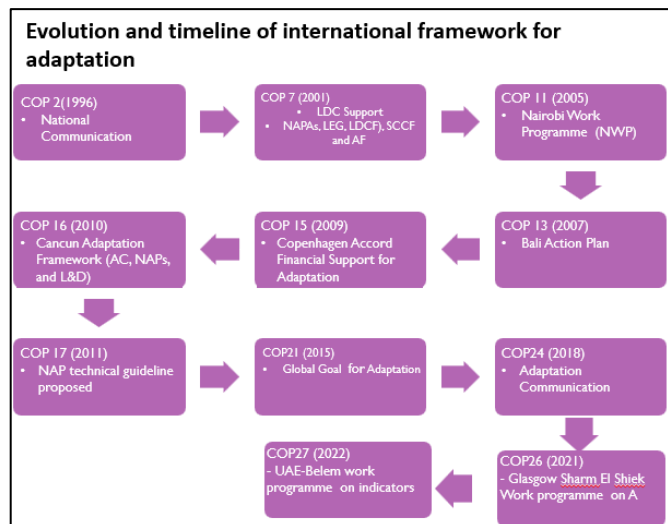 Evolution and timeline of international framework for
adaptation
COP 2(1996)
• National
Communication
COP 7 (2001)
• LDC Support
• NAPAs, LEG, LDCF), SCCF
and AF
COP 11 (2005)
• Nairobi Work
Programme (NWP)
COP 13 (2007)
• Bali Action Plan
COP 15 (2009)
• Copenhagen Accord
Financial Support for
Adaptation
COP 16 (2010)
• Cancun Adaptation
Framework (AC, NAPs,
and L&D)
COP 17 (2011)
• NAP technical guideline
proposed
COP21 (2015)
• Global Goal for Adaptation
COP24 (2018)
• Adaptation
Communication
COP26 (2021)
- Glasgow Sharm El Shiek
Work programme on A
COP27 (2022)
- UAE-Belem work
programme on indicators